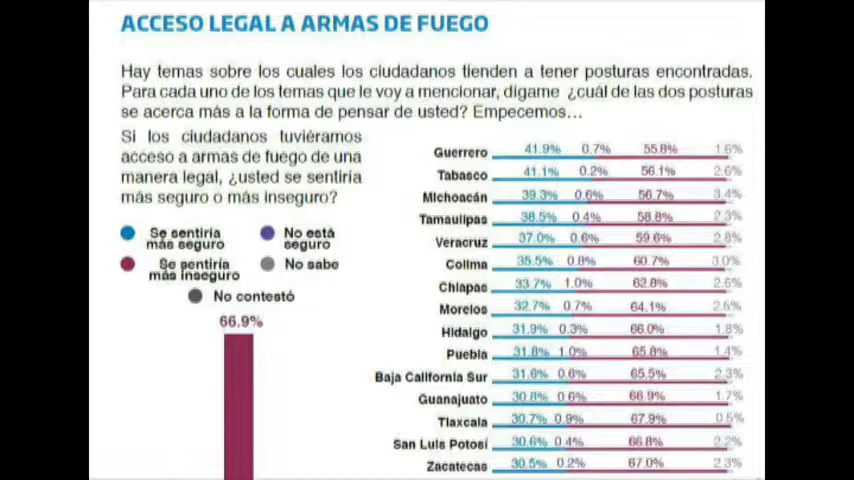 ACCESO LEGAL A ARMAS DE FUEGO
Hay temas sobre los cuales los ciudadanos tienden a tener posturas encontradas.
Para cada uno de los temas que le voy a mencionar, dígame ¿cuál de las dos posturas
se acerca más a la forma de pensar de usted? Empecemos…
Si los ciudadanos tuviéramos
acceso a armas de fuego de una
manera legal, ¿usted se sentiría
más seguro o más inseguro?
Se sentiría
más seguro
No está
seguro
Se sentiría
más inseguro
No sabe
No contestó
66.9%
Guerrero 41.9% 0.7% 55.8% 1.6%
Tabasco 41.1% 0.2% 56.1% 2.6%
Michoacán 39.3% 0.6% 56.7% 3.4%
Tamaulipas 38.5% 0.4% 58.8% 2.3%
Veracruz 37.0% 0.6% 59.6% 2.8%
Colima 35.5% 0.8% 60.7% 3.0%
Chiapas 33.7% 1.0% 62.8% 2.5%
Morelos 32.7% 0.7% 64.1% 2.5%
Hidalgo 31.9% 0.3% 66.0% 1.8%
Puebla 31.8% 1.0% 65.8% 1.4%
Baja California Sur 31.6% 0.6% 65.5% 2.3%
Guanajuato 30.8% 0.6% 66.9% 1.7%
Tlaxcala 30.7% 0.9% 67.9% 0.5%
San Luis Potosí 30.6% 0.4% 66.8% 2.2%
Zacatecas 30.5% 0.2% 67.0% 2.3%